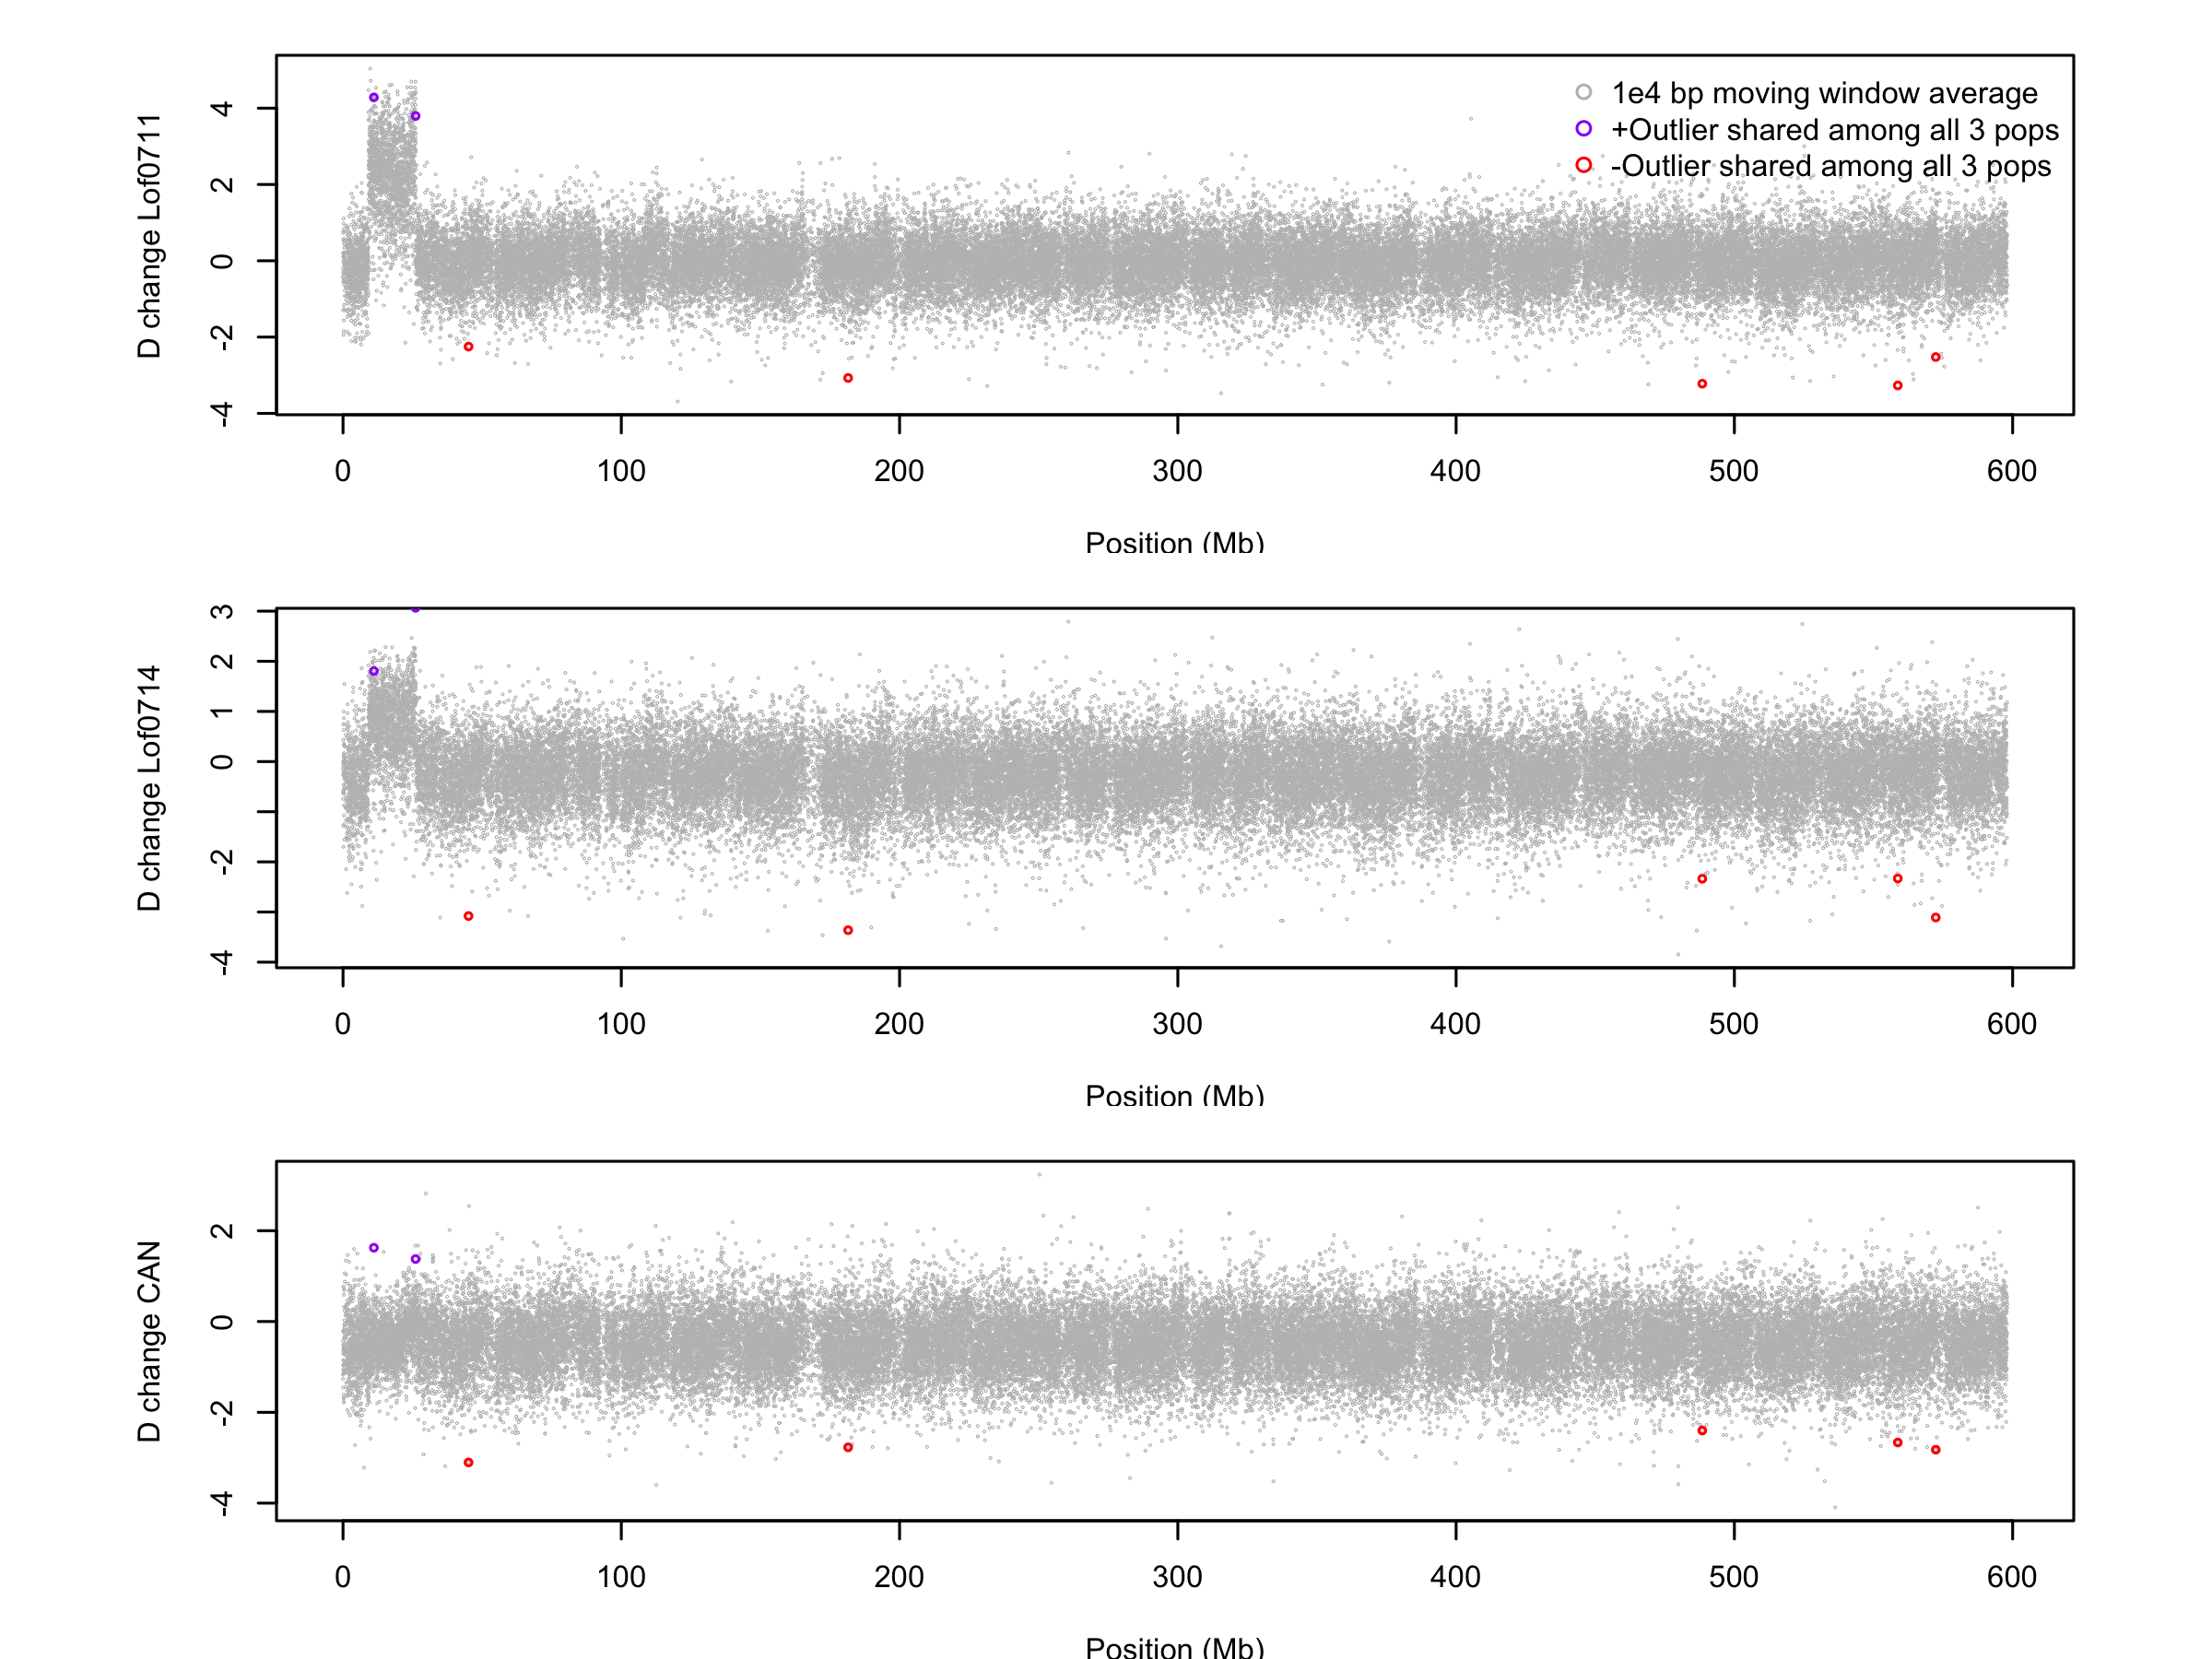 D change Lof0711
4
2
0
-2
-4
1e4 bp moving window average
+Outlier shared among all 3 pops
-Outlier shared among all 3 pops
0 100 200 300 400 500 600
Position (Mb)
D change Lof0714
3
2
1
0
-2
-4
0 100 200 300 400 500 600
Position (Mb)
D change CAN
2
0
-2
-4
0 100 200 300 400 500 600
Position (Mb)